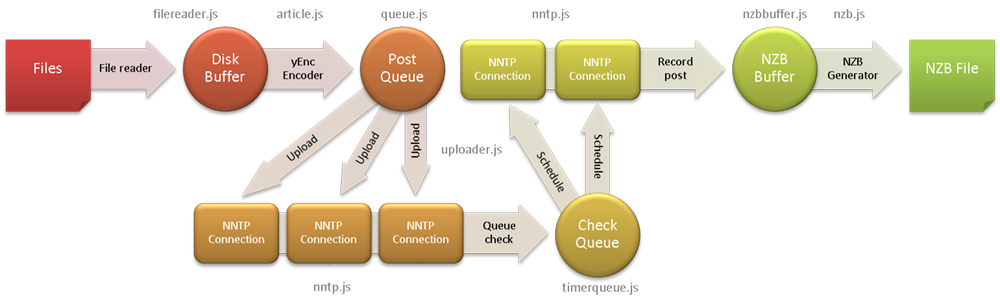 filereader.js
article.js
queue.js
nntp.js
nzbbuffer.js
nzb.js
Files
File reader
Disk
Buffer
yEnc
Encoder
Post
Queue
NNTP
Connection
NNTP
Connection
Record
post
NZB
Buffer
NZB
Generator
NZB File
Upload
Upload
Upload
uploader.js
Schedule
Schedule
NNTP
Connection
NNTP
Connection
NNTP
Connection
Queue
check
Check
Queue
nntp.js
timerqueue.js